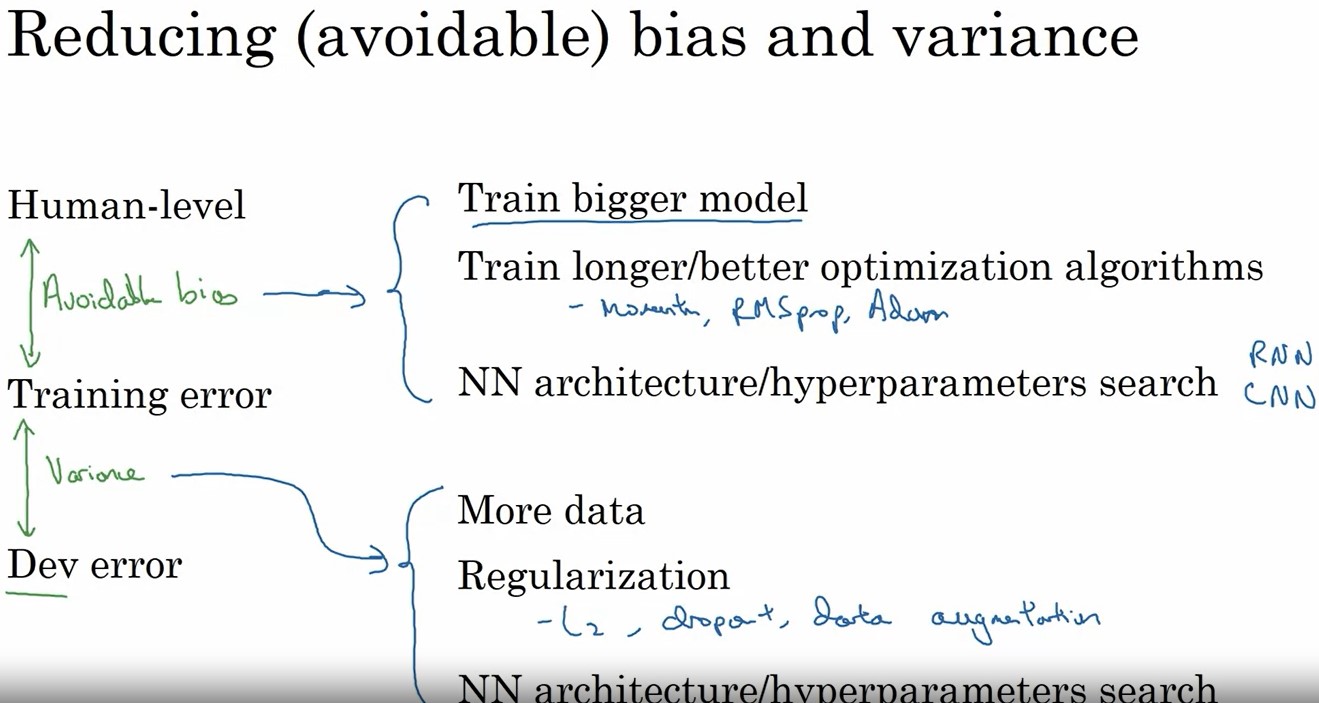 Reducing (avoidable) bias and variance
Human-level
Avoidable bias
Training error
Variance
Dev error
Train bigger model
Train longer/better optimization algorithms
- Momentum, RMSprop, Adam
NN architecture/hyperparameters search
RNN
CNN
More data
Regularization
- L2, dropout, data augmentation
NN architecture/hyperparameters search